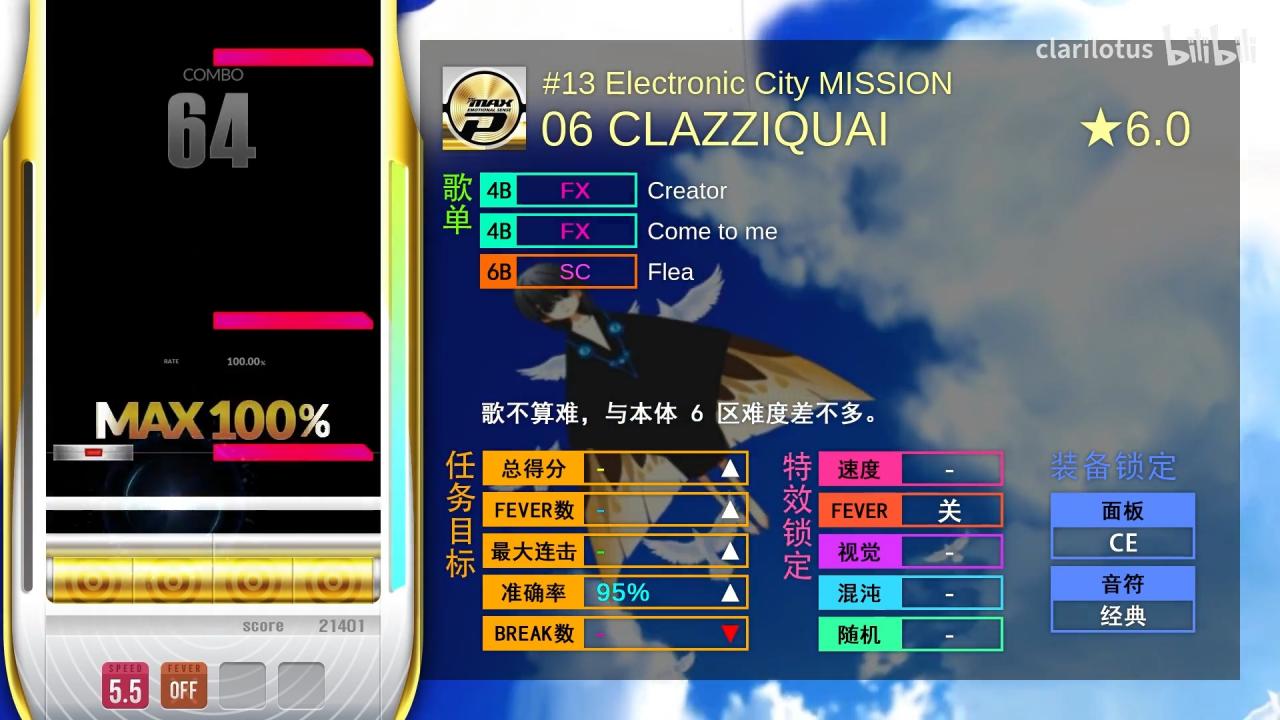 clarilotus bilibili
COMBO
64
RATE 100.00%
MAX 100%
score 21401
SPEED
5.5
FEVER
OFF
MAX
EMOTIONAL SENSE
P
#13 Electronic City MISSION
06 CLAZZIQUAI
★6.0
歌单
4B FX Creator
4B FX Come to me
6B SC Flea
歌不算难，与本体 6 区难度差不多。
任务目标
总得分 - ▲
FEVER数 - ▲
最大连击 - ▲
准确率 95% ▲
BREAK数 - ▼
特效锁定
速度 -
FEVER 关
视觉 -
混沌 -
随机 -
装备锁定
面板
CE
音符
经典